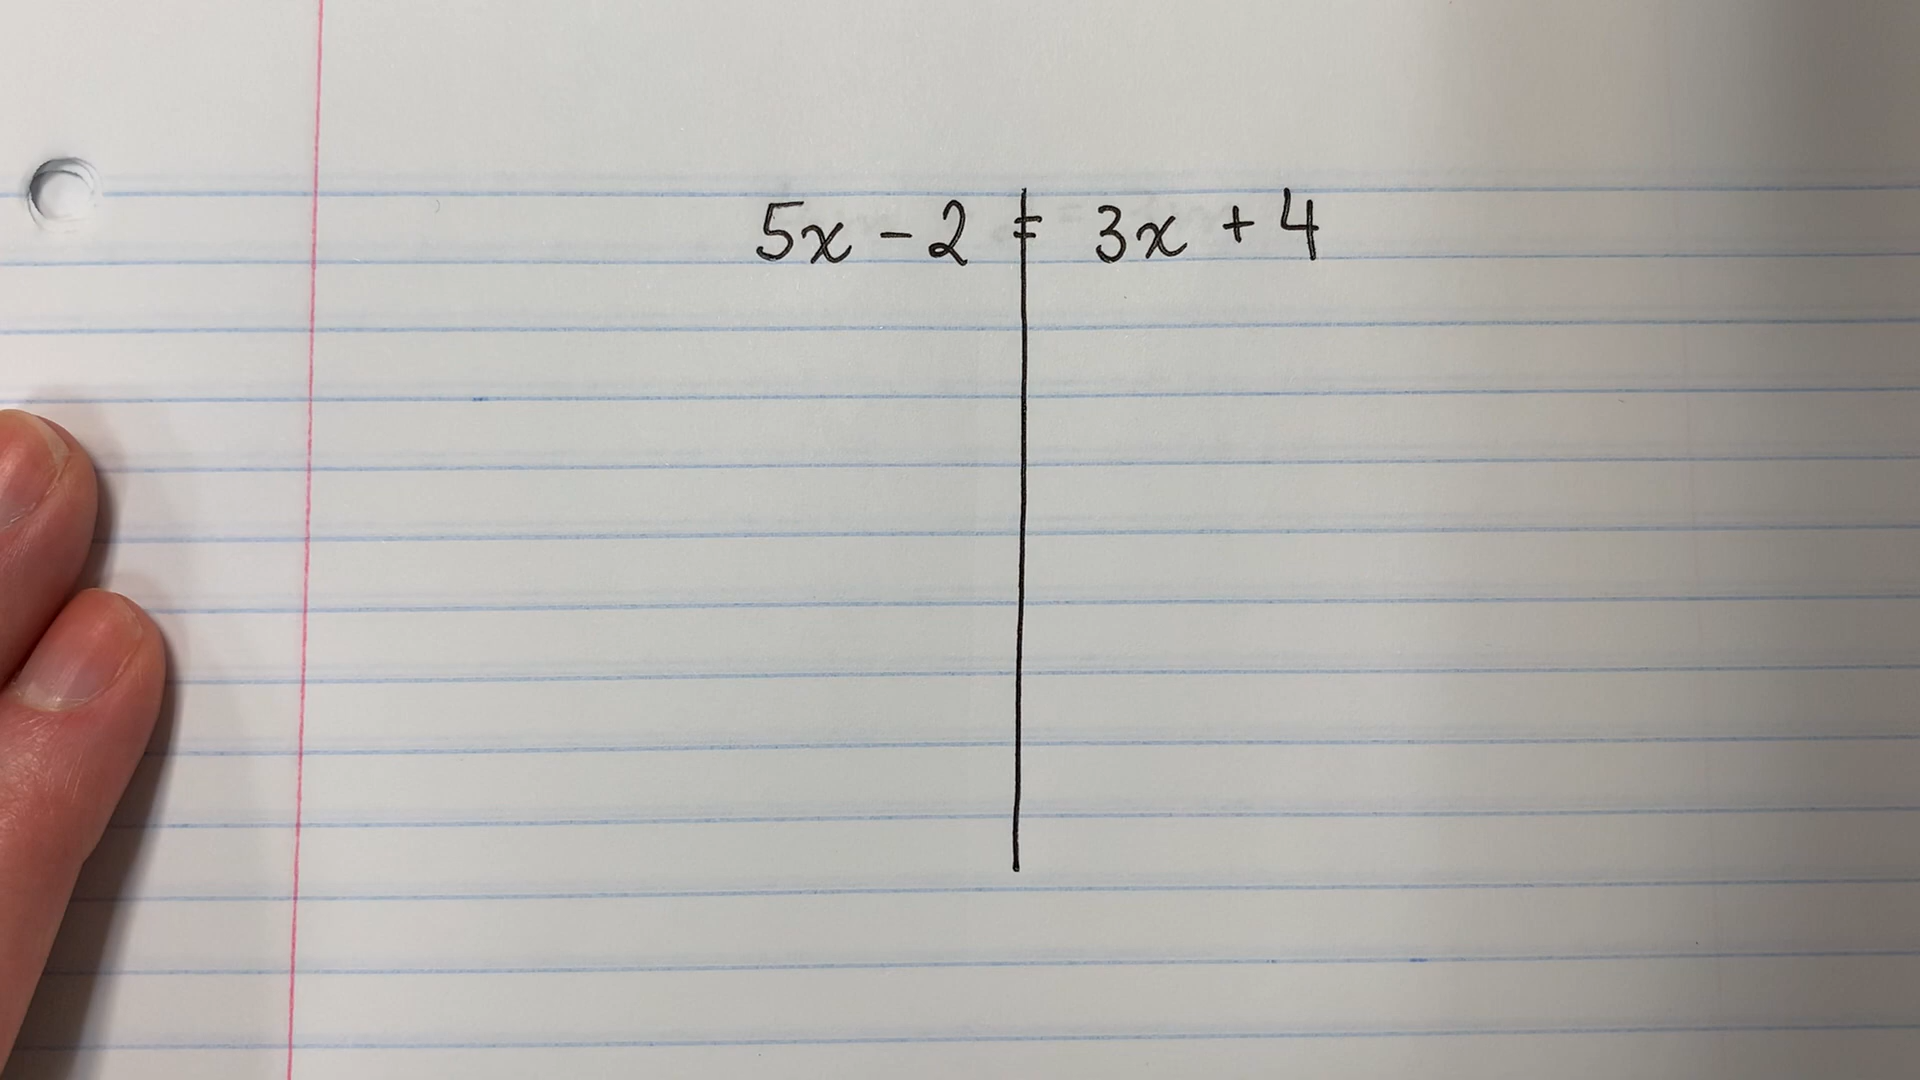 5x - 2 = 3x + 4